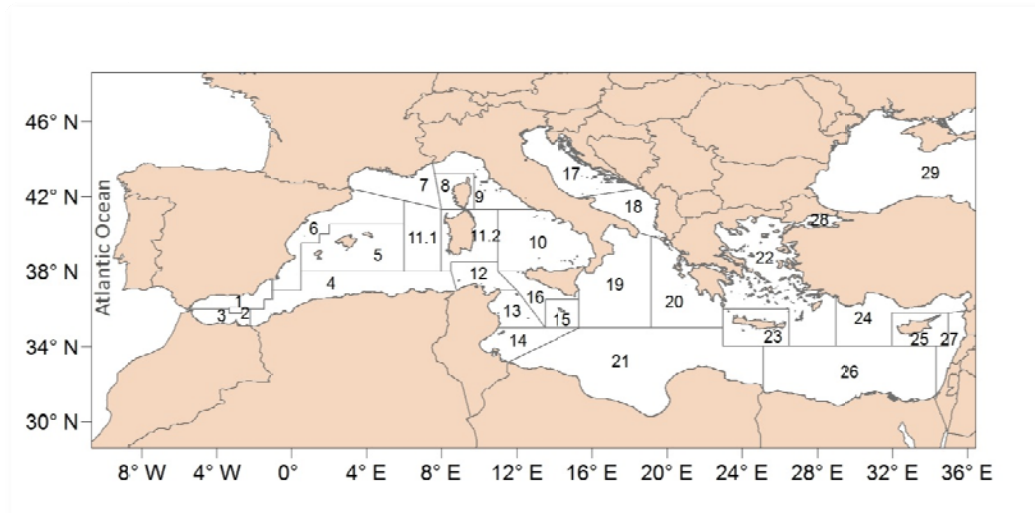 46° N
42° N
38° N
34° N
30° N
Atlantic Ocean
8° W
4° W
0°
4° E
8° E
12° E
16° E
20° E
24° E
28° E
32° E
36° E
1
2
3
4
5
6
7
8
9
10
11.1
11.2
12
13
14
15
16
17
18
19
20
21
22
23
24
25
26
27
28
29